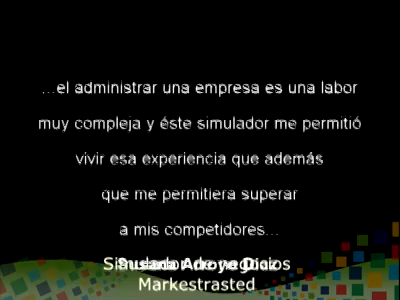 ...el administrar una empresa es una labor
muy compleja y éste simulador me permitió
vivir esa experiencia que además
que me permitiera superar
a mis competidores...
Markestrasted